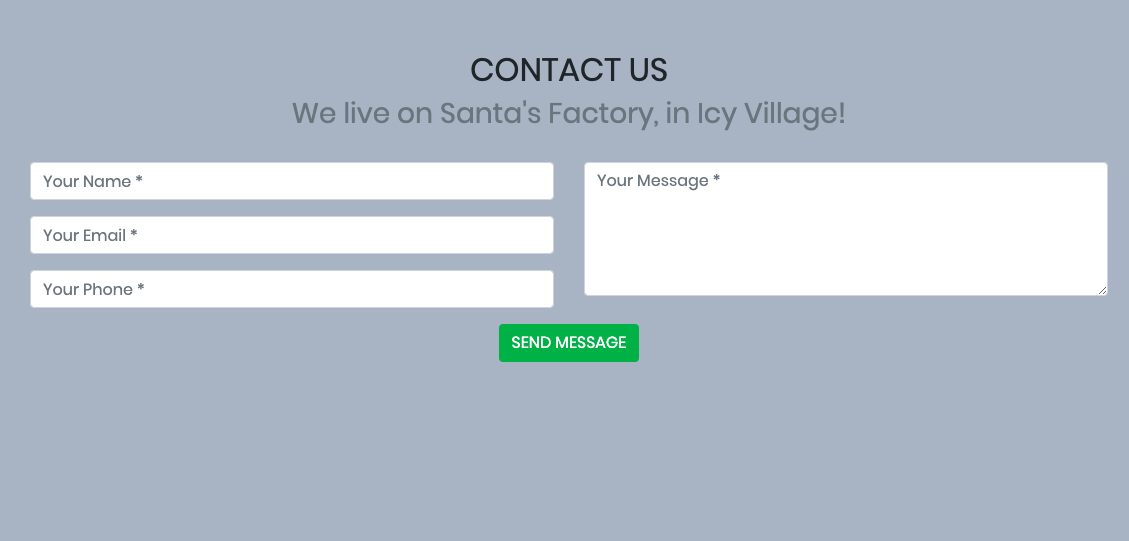 CONTACT US
We live on Santa's Factory, in Icy Village!
Your Name *
Your Email *
Your Phone *
Your Message *
SEND MESSAGE